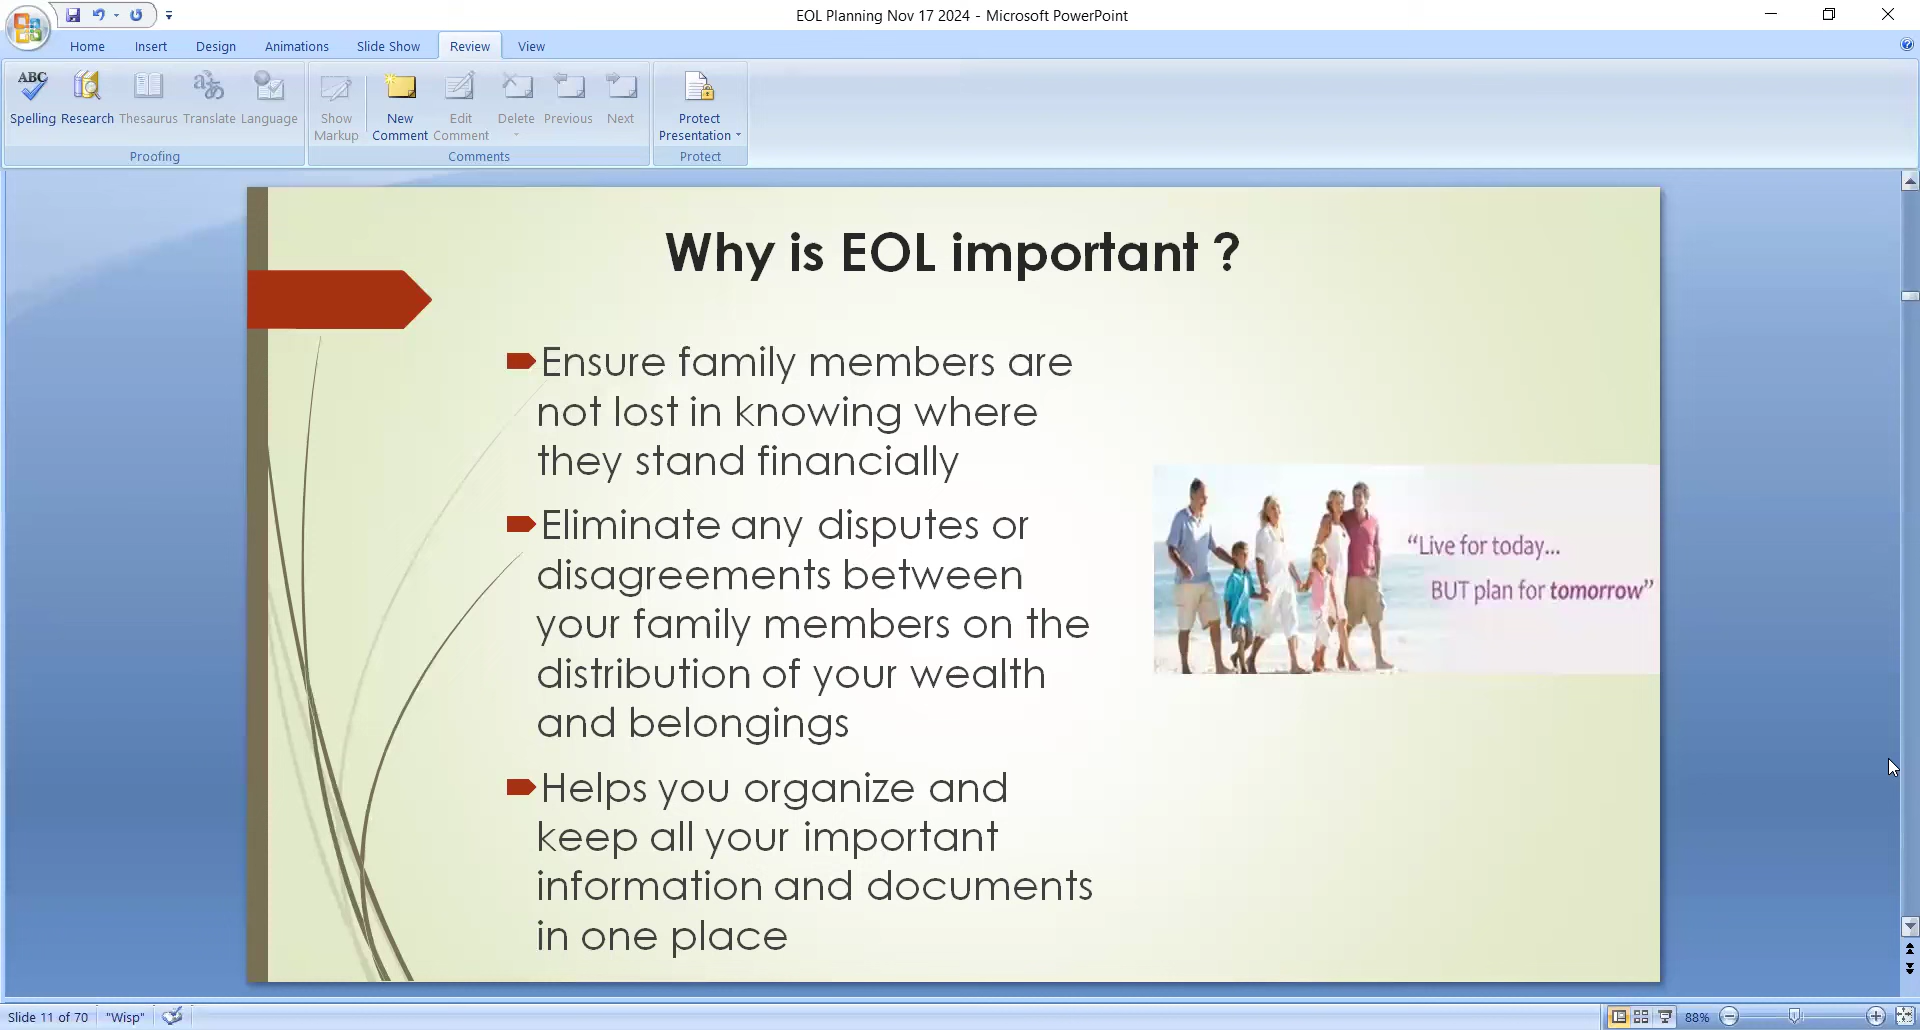 EOL Planning Nov 17 2024 - Microsoft PowerPoint
Home Insert Design Animations Slide Show Review View
ABC
Spelling Research Thesaurus Translate Language Show Markup New Comment Edit Comment Delete Previous Next Protect Presentation
Proofing Comments Protect
Why is EOL important ?
Ensure family members are
not lost in knowing where
they stand financially
Eliminate any disputes or
disagreements between
your family members on the
distribution of your wealth
and belongings
Helps you organize and
keep all your important
information and documents
in one place
“Live for today...
BUT plan for tomorrow”
Slide 11 of 70 "Wisp" 88%